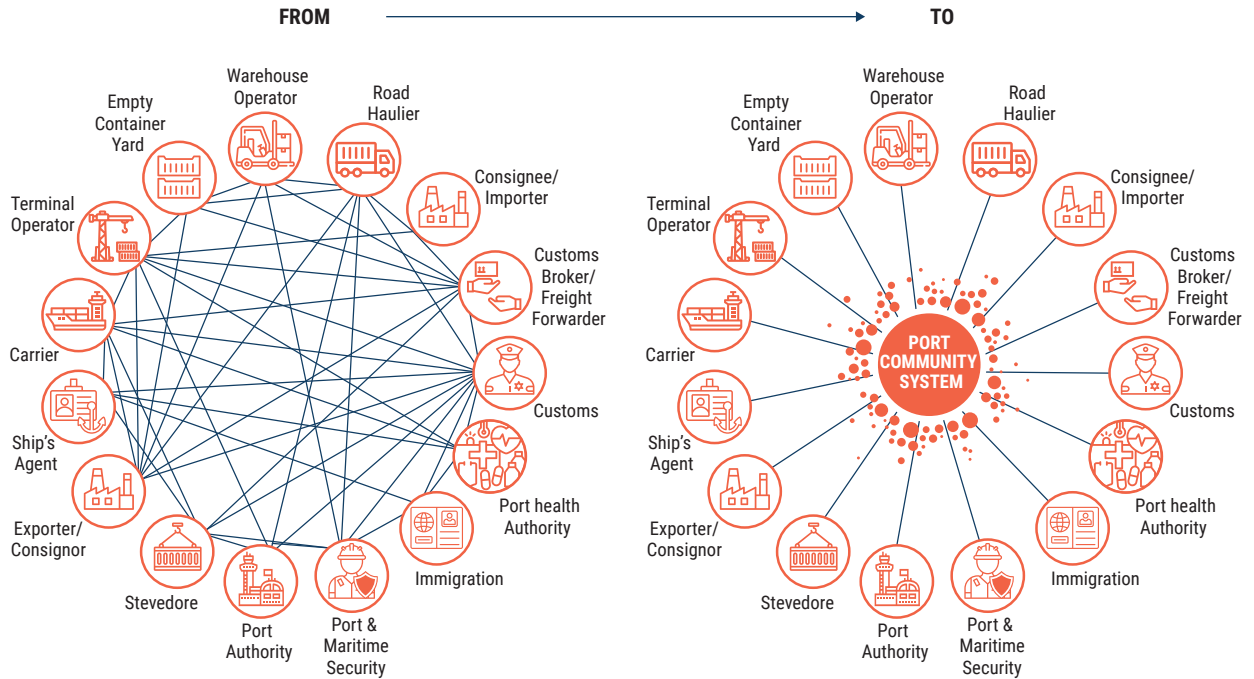 FROM
TO
Warehouse
Operator
Road
Haulier
Empty
Container
Yard
Consignee/
Importer
Terminal
Operator
Customs
Broker/
Freight
Forwarder
Carrier
Customs
Ship's
Agent
Port health
Authority
Exporter/
Consignor
Immigration
Stevedore
Port
Authority
Port &
Maritime
Security
Warehouse
Operator
Road
Haulier
Empty
Container
Yard
Consignee/
Importer
Terminal
Operator
Customs
Broker/
Freight
Forwarder
PORT
COMMUNITY
SYSTEM
Carrier
Customs
Ship's
Agent
Port health
Authority
Exporter/
Consignor
Immigration
Stevedore
Port
Authority
Port &
Maritime
Security